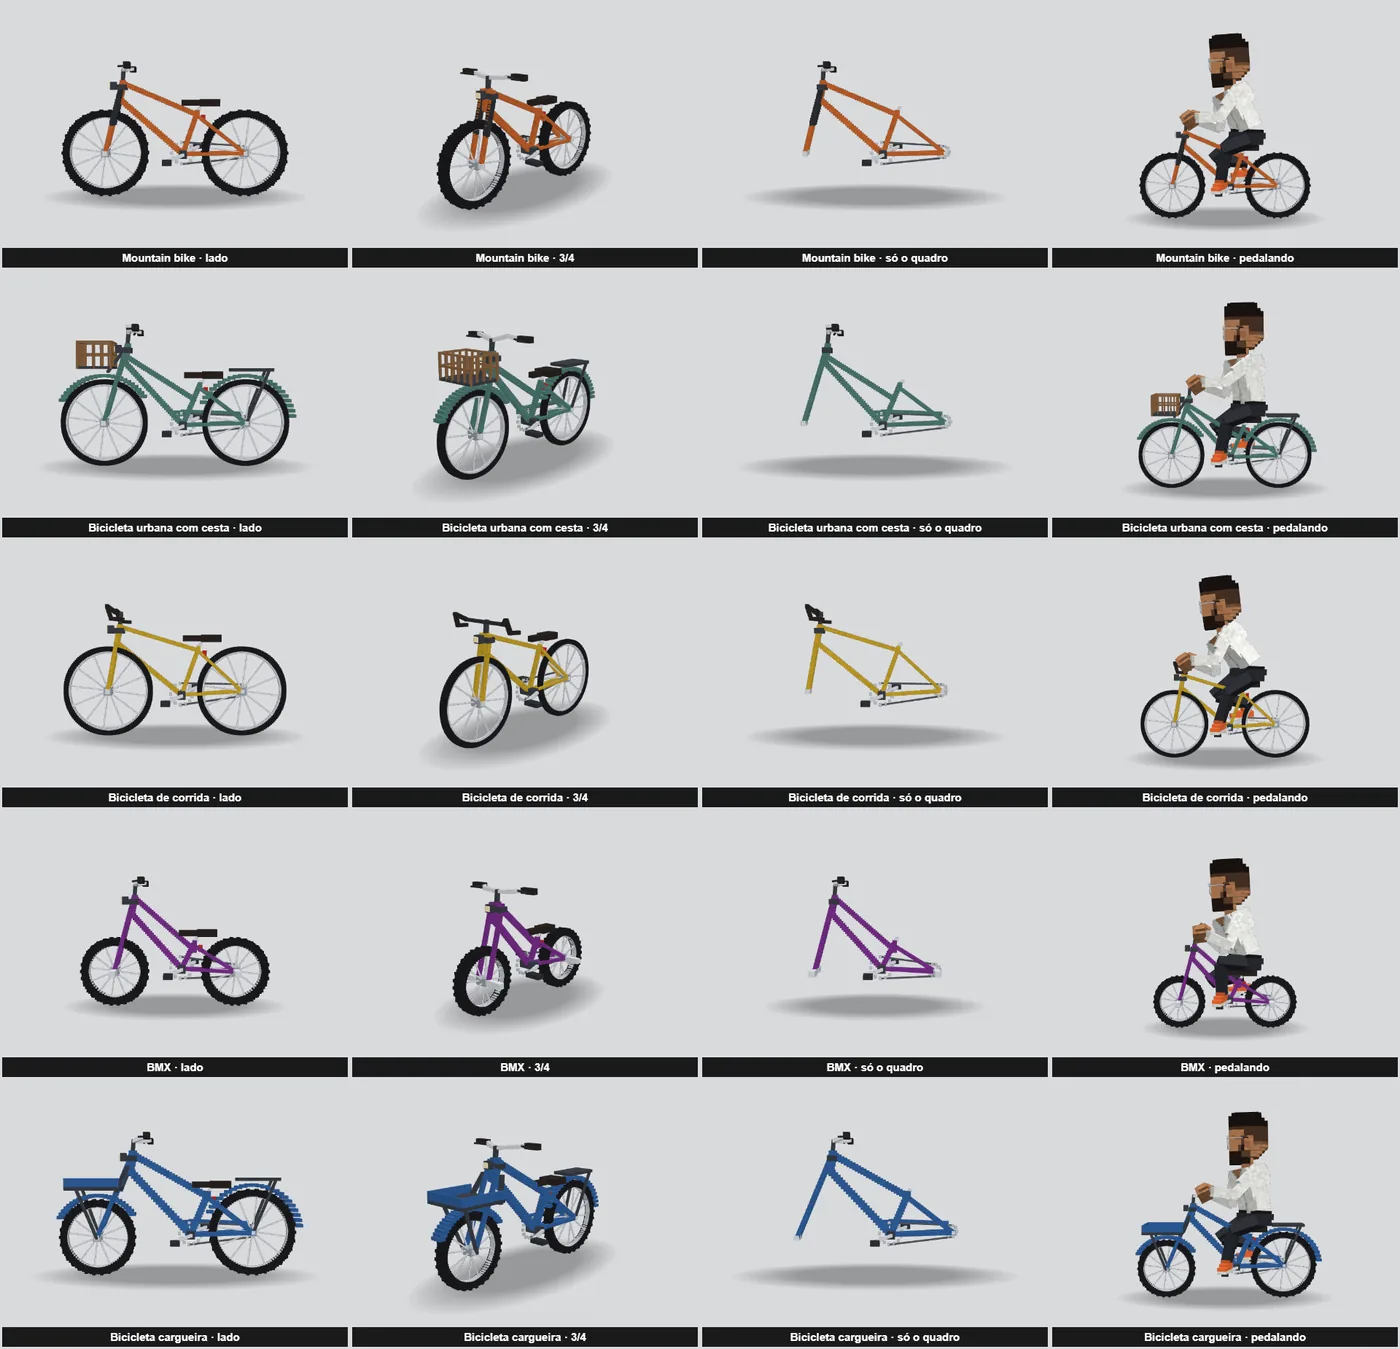 Mountain bike · lado
Mountain bike · 3/4
Mountain bike · só o quadro
Mountain bike · pedalando
Bicicleta urbana com cesta · lado
Bicicleta urbana com cesta · 3/4
Bicicleta urbana com cesta · só o quadro
Bicicleta urbana com cesta · pedalando
Bicicleta de corrida · lado
Bicicleta de corrida · 3/4
Bicicleta de corrida · só o quadro
Bicicleta de corrida · pedalando
BMX · lado
BMX · 3/4
BMX · só o quadro
BMX · pedalando
Bicicleta cargueira · lado
Bicicleta cargueira · 3/4
Bicicleta cargueira · só o quadro
Bicicleta cargueira · pedalando